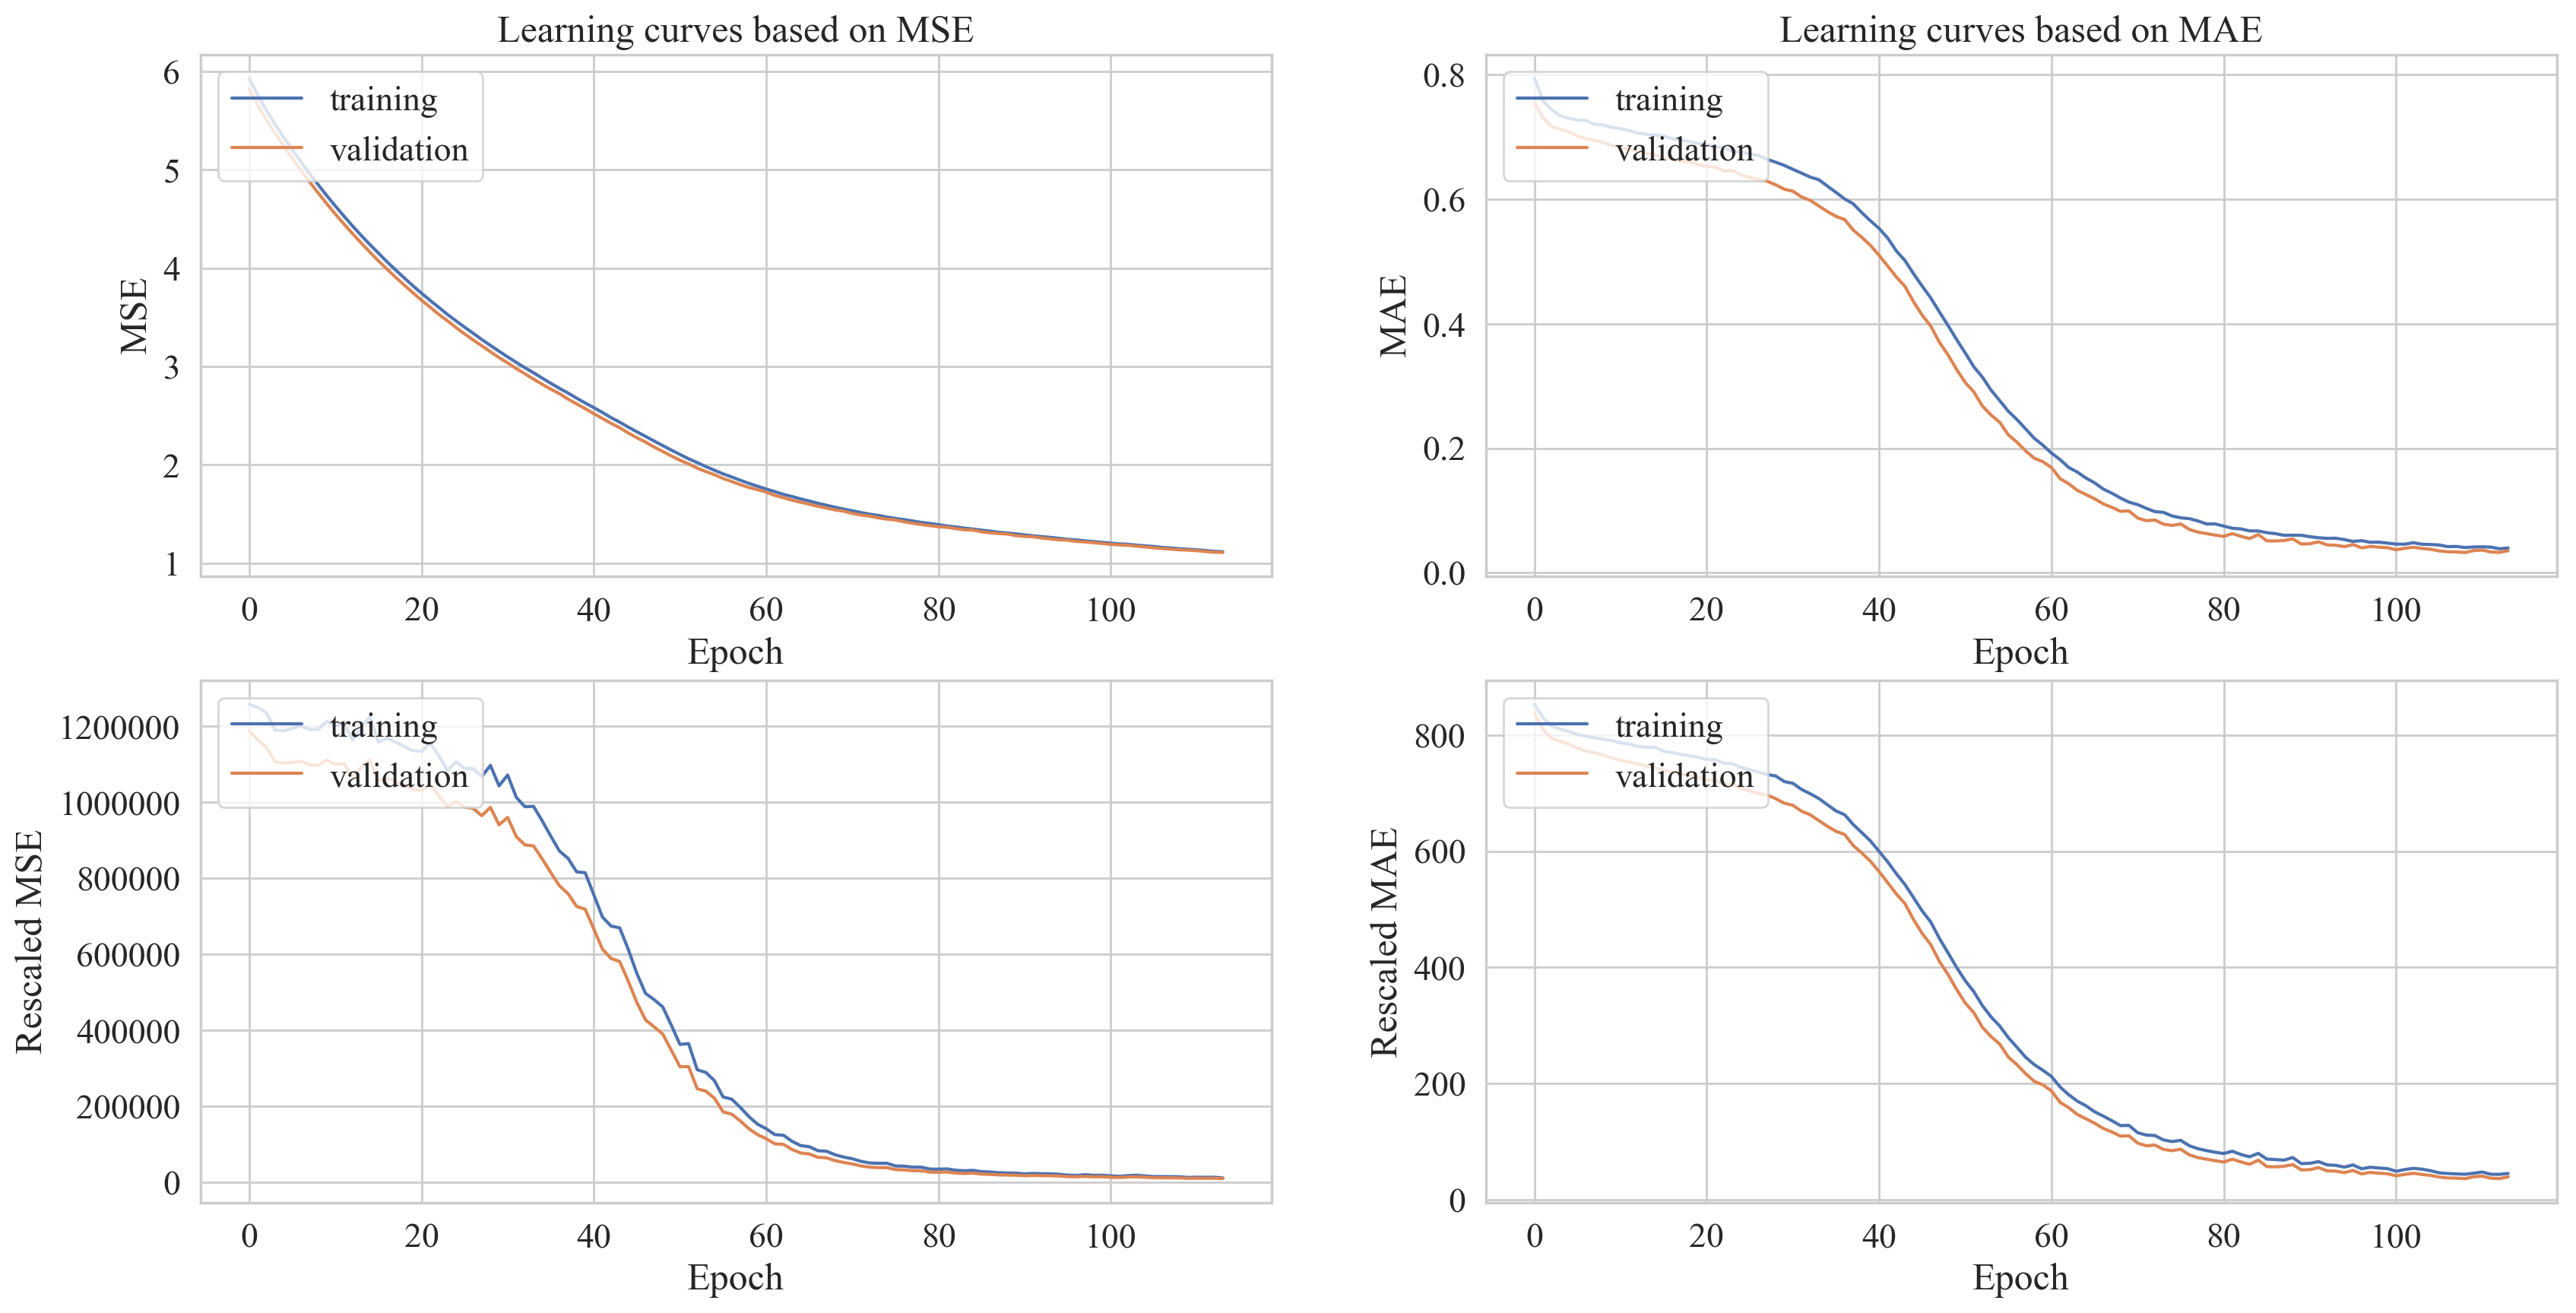 Learning curves based on MSE
6
5
4
3
2
1
MSE
training
validation
0 20 40 60 80 100
Epoch
Learning curves based on MAE
0.8
0.6
0.4
0.2
0.0
MAE
training
validation
0 20 40 60 80 100
Epoch
1200000
1000000
800000
600000
400000
200000
0
Rescaled MSE
training
validation
0 20 40 60 80 100
Epoch
800
600
400
200
0
Rescaled MAE
training
validation
0 20 40 60 80 100
Epoch